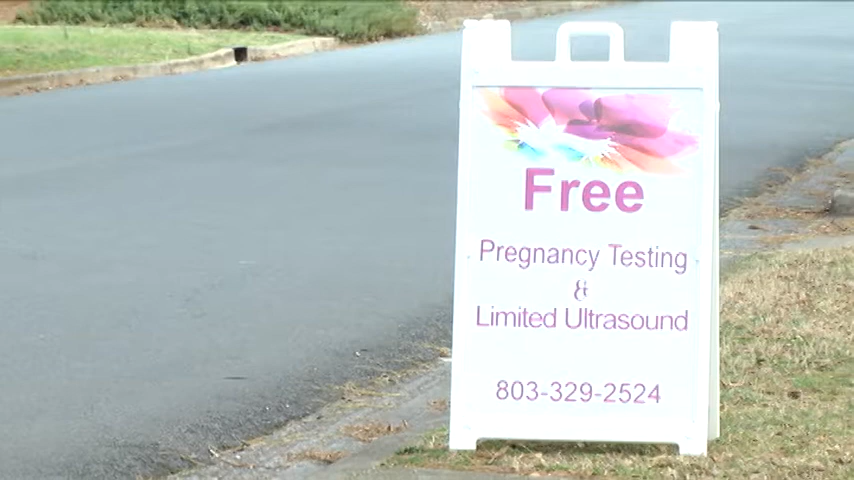 Free
Pregnancy Testing
&
Limited Ultrasound
803-329-2524